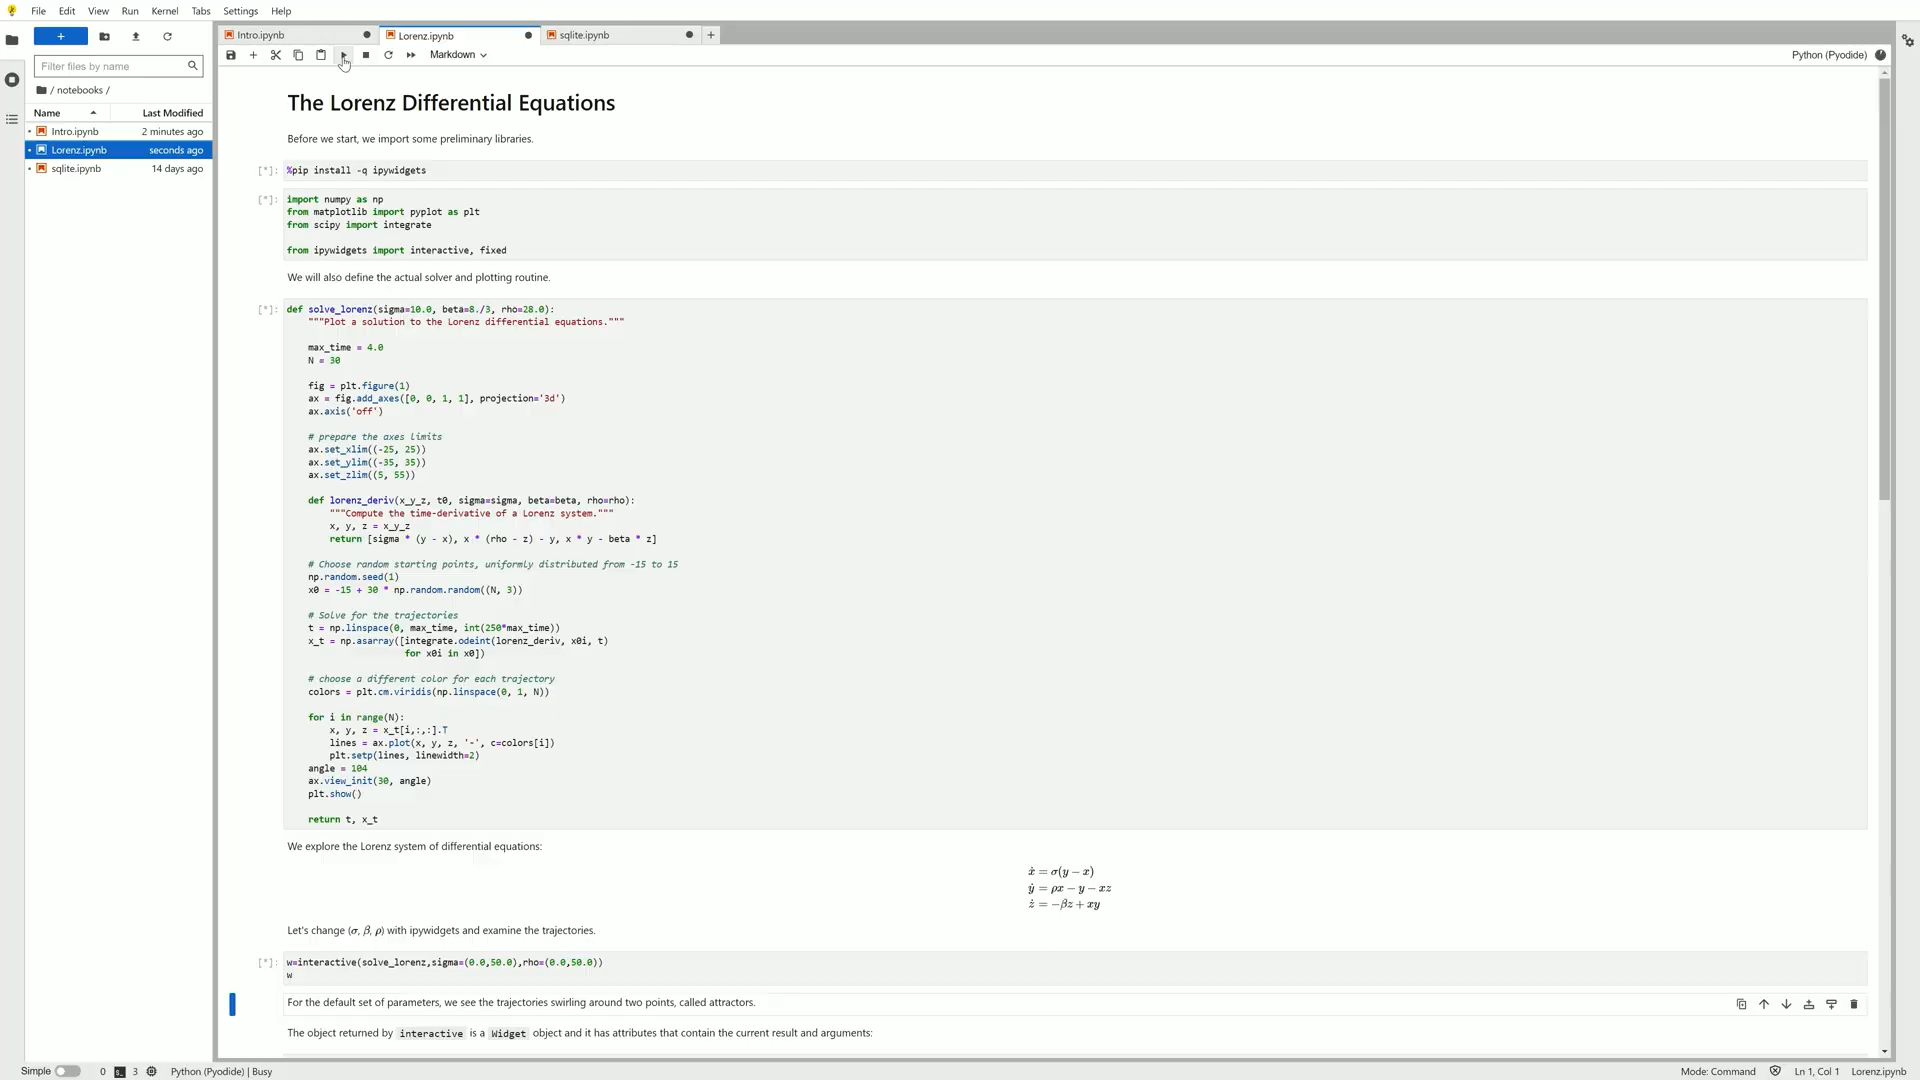 File Edit View Run Kernel Tabs Settings Help
+
Filter files by name
/ notebooks /
Name Last Modified
Intro.ipynb 2 minutes ago
Lorenz.ipynb seconds ago
sqlite.ipynb 14 days ago
Intro.ipynb Lorenz.ipynb sqlite.ipynb +
Markdown Python (Pyodide)
The Lorenz Differential Equations
Before we start, we import some preliminary libraries.
[*]: %pip install -q ipywidgets
[*]: import numpy as np
from matplotlib import pyplot as plt
from scipy import integrate
from ipywidgets import interactive, fixed
We will also define the actual solver and plotting routine.
[*]: def solve_lorenz(sigma=10.0, beta=8./3, rho=28.0):
"""Plot a solution to the Lorenz differential equations."""
max_time = 4.0
N = 30
fig = plt.figure(1)
ax = fig.add_axes([0, 0, 1, 1], projection='3d')
ax.axis('off')
# prepare the axes limits
ax.set_xlim((-25, 25))
ax.set_ylim((-35, 35))
ax.set_zlim((5, 55))
def lorenz_deriv(x_y_z, t0, sigma=sigma, beta=beta, rho=rho):
"""Compute the time-derivative of a Lorenz system."""
x, y, z = x_y_z
return [sigma * (y - x), x * (rho - z) - y, x * y - beta * z]
# Choose random starting points, uniformly distributed from -15 to 15
np.random.seed(1)
x0 = -15 + 30 * np.random.random((N, 3))
# Solve for the trajectories
t = np.linspace(0, max_time, int(250*max_time))
x_t = np.asarray([integrate.odeint(lorenz_deriv, x0i, t)
for x0i in x0])
# choose a different color for each trajectory
colors = plt.cm.viridis(np.linspace(0, 1, N))
for i in range(N):
x, y, z = x_t[i,:,:].T
lines = ax.plot(x, y, z, '-', c=colors[i])
plt.setp(lines, linewidth=2)
angle = 104
ax.view_init(30, angle)
plt.show()
return t, x_t
We explore the Lorenz system of differential equations:
ẋ = σ(y − x)
ẏ = ρx − y − xz
ż = −βz + xy
Let's change (σ, β, ρ) with ipywidgets and examine the trajectories.
[*]: w=interactive(solve_lorenz,sigma=(0.0,50.0),rho=(0.0,50.0))
w
For the default set of parameters, we see the trajectories swirling around two points, called attractors.
The object returned by interactive is a Widget object and it has attributes that contain the current result and arguments:
Simple 0 3 Python (Pyodide) | Busy Mode: Command Ln 1, Col 1 Lorenz.ipynb